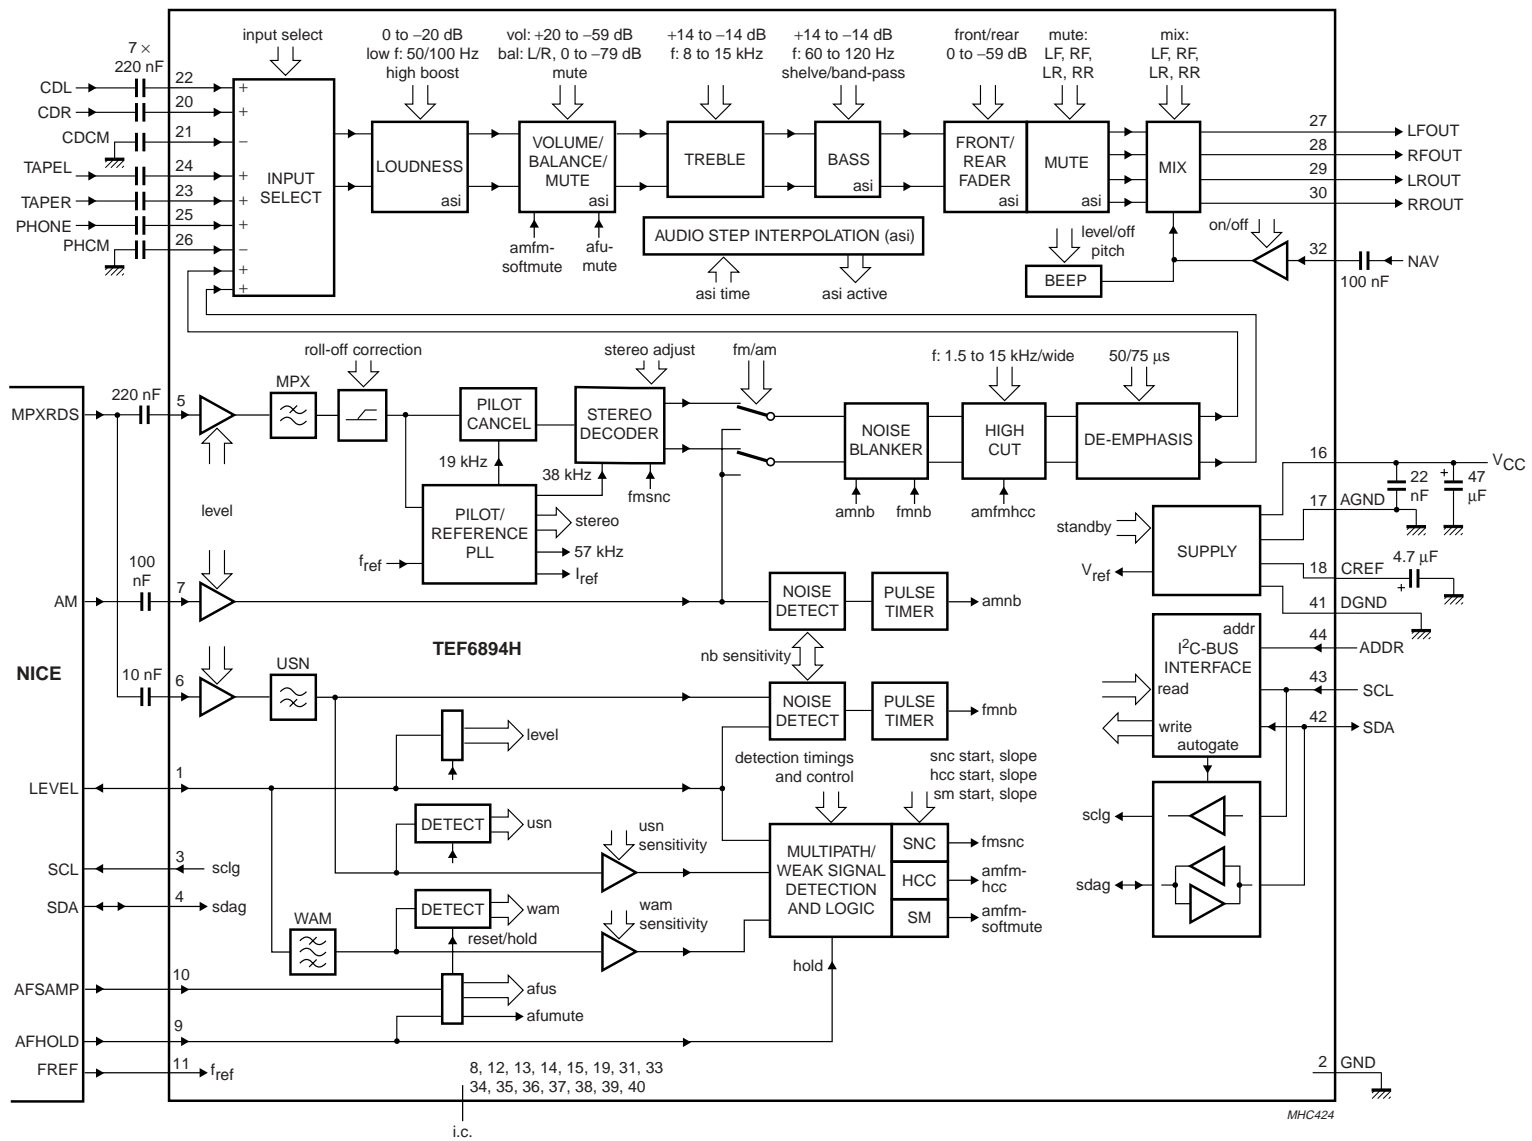 input select
0 to −20 dB
low f: 50/100 Hz
high boost
vol: +20 to −59 dB
bal: L/R, 0 to −79 dB
mute
+14 to −14 dB
f: 8 to 15 kHz
+14 to −14 dB
f: 60 to 120 Hz
shelve/band-pass
front/rear
0 to −59 dB
mute:
LF, RF,
LR, RR
mix:
LF, RF,
LR, RR
7 ×
220 nF
CDL
22
+
CDR
20
+
CDCM
21
−
TAPEL
24
+
TAPER
23
+
PHONE
25
+
PHCM
26
−
+
+
INPUT
SELECT
LOUDNESS
asi
VOLUME/
BALANCE/
MUTE
asi
TREBLE
BASS
asi
FRONT/
REAR
FADER
asi
MUTE
asi
MIX
27
LFOUT
28
RFOUT
29
LROUT
30
RROUT
amfm-
softmute
afu-
mute
AUDIO STEP INTERPOLATION (asi)
asi time
asi active
level/off
pitch
BEEP
on/off
32
NAV
100 nF
roll-off correction
stereo adjust
fm/am
f: 1.5 to 15 kHz/wide
50/75 µs
MPXRDS
220 nF
5
MPX
PILOT
CANCEL
STEREO
DECODER
NOISE
BLANKER
HIGH
CUT
DE-EMPHASIS
19 kHz
38 kHz
fmsnc
amnb
fmnb
amfmhcc
level
PILOT/
REFERENCE
PLL
fref
stereo
57 kHz
Iref
16
VCC
22
nF
+
47
µF
17
AGND
standby
SUPPLY
Vref
18
CREF
4.7 µF
+
41
DGND
100
nF
AM
7
NOISE
DETECT
PULSE
TIMER
amnb
TEF6894H
nb sensitivity
NICE
10 nF
6
USN
NOISE
DETECT
PULSE
TIMER
fmnb
addr
I2C-BUS
INTERFACE
read
write
autogate
44
ADDR
43
SCL
42
SDA
level
LEVEL
1
detection timings
and control
snc start, slope
hcc start, slope
sm start, slope
DETECT
usn
usn
sensitivity
MULTIPATH/
WEAK SIGNAL
DETECTION
AND LOGIC
SNC
fmsnc
HCC
amfm-
hcc
SM
amfm-
softmute
sclg
sdag
SCL
3
sclg
SDA
4
sdag
WAM
DETECT
wam
reset/hold
wam
sensitivity
hold
AFSAMP
10
afus
afumute
AFHOLD
9
FREF
11
fref
8, 12, 13, 14, 15, 19, 31, 33
34, 35, 36, 37, 38, 39, 40
i.c.
2
GND
MHC424